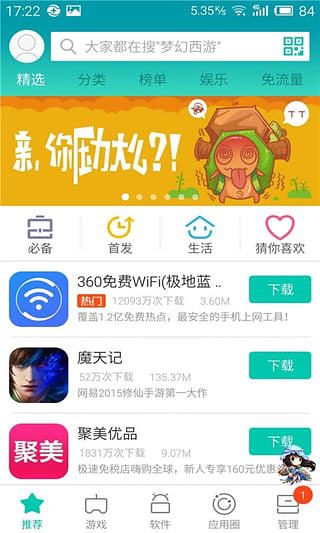 17:22 5.35K/s 4G 84
大家都在搜"梦幻西游"
精选 分类 榜单 娱乐 免流量
亲,你肋大么?!
T T
必备 首发 生活 猜你喜欢
360免费WiFi(极地蓝 ..
热门 12093万次下载 3.60M
覆盖1.2亿免费热点，最安全的手机上网工具！
下载
魔天记
52万次下载 135.37M
网易2015修仙手游第一大作
下载
聚美
聚美优品
1831万次下载 9.07M
极速免税店嗨购全球，新人专享160元优惠
下载
推荐 游戏 软件 应用圈 管理
1